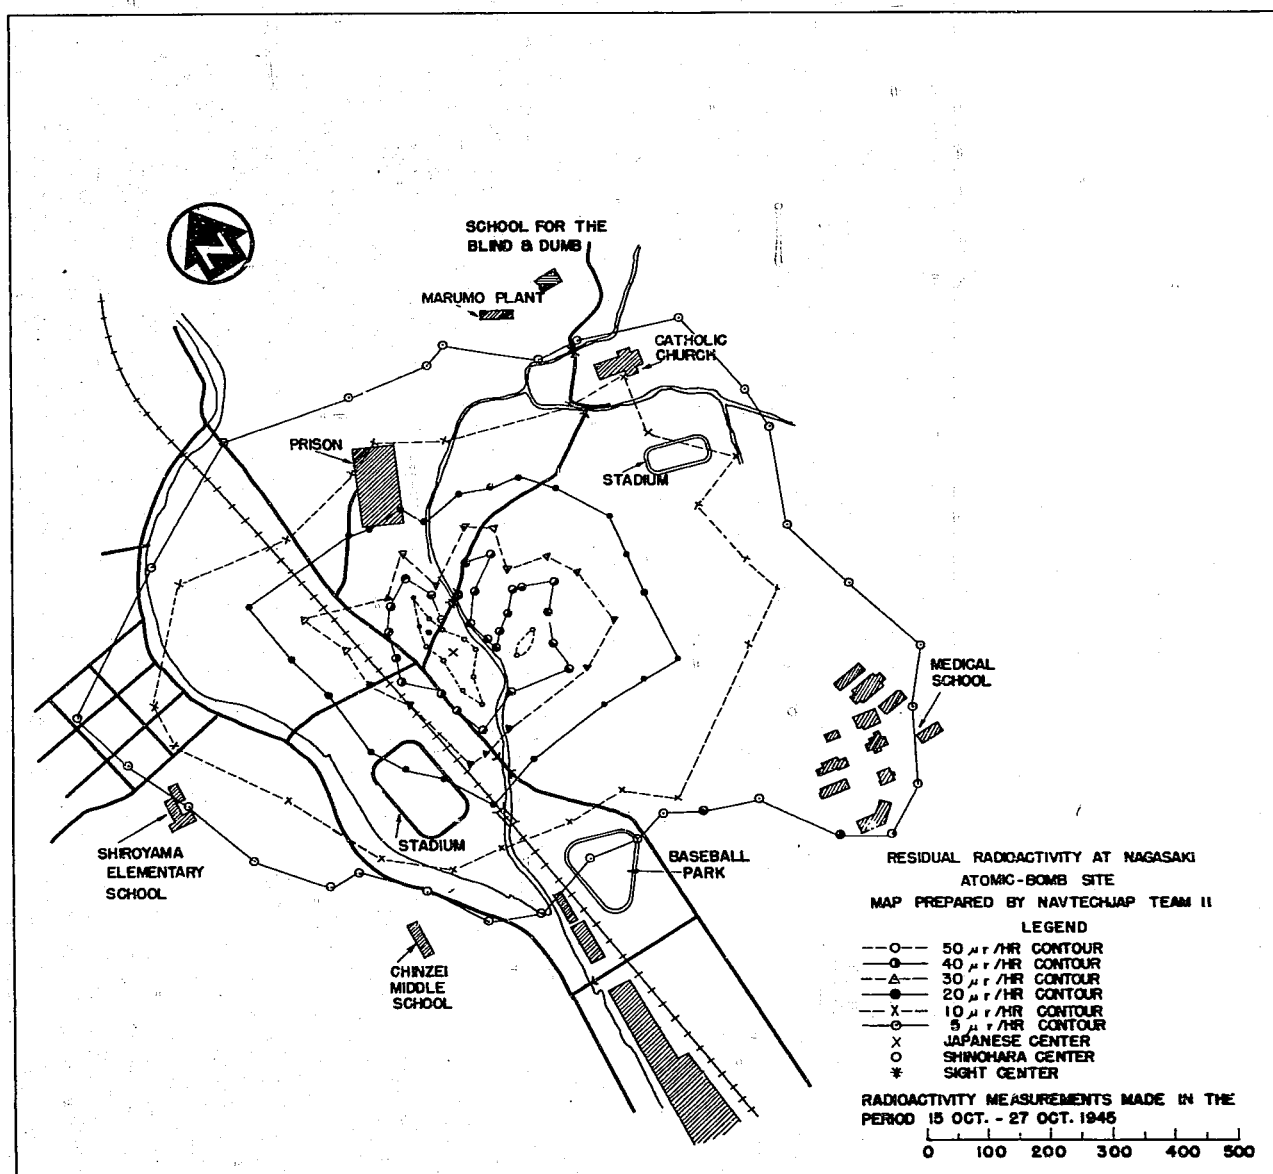 SCHOOL FOR THE
BLIND & DUMB
MARUMO PLANT
CATHOLIC
CHURCH
PRISON
STADIUM
MEDICAL
SCHOOL
SHIROYAMA
ELEMENTARY
SCHOOL
STADIUM
BASEBALL
PARK
CHINZEI
MIDDLE
SCHOOL
N
RESIDUAL RADIOACTIVITY AT NAGASAKI
ATOMIC-BOMB SITE
MAP PREPARED BY NAVTECHJAP TEAM II
LEGEND
50 μr/HR CONTOUR
40 μr/HR CONTOUR
30 μr/HR CONTOUR
20 μr/HR CONTOUR
10 μr/HR CONTOUR
5 μr/HR CONTOUR
X JAPANESE CENTER
O SHINOHARA CENTER
* SIGHT CENTER
RADIOACTIVITY MEASUREMENTS MADE IN THE
PERIOD 15 OCT. - 27 OCT. 1945
0 100 200 300 400 500